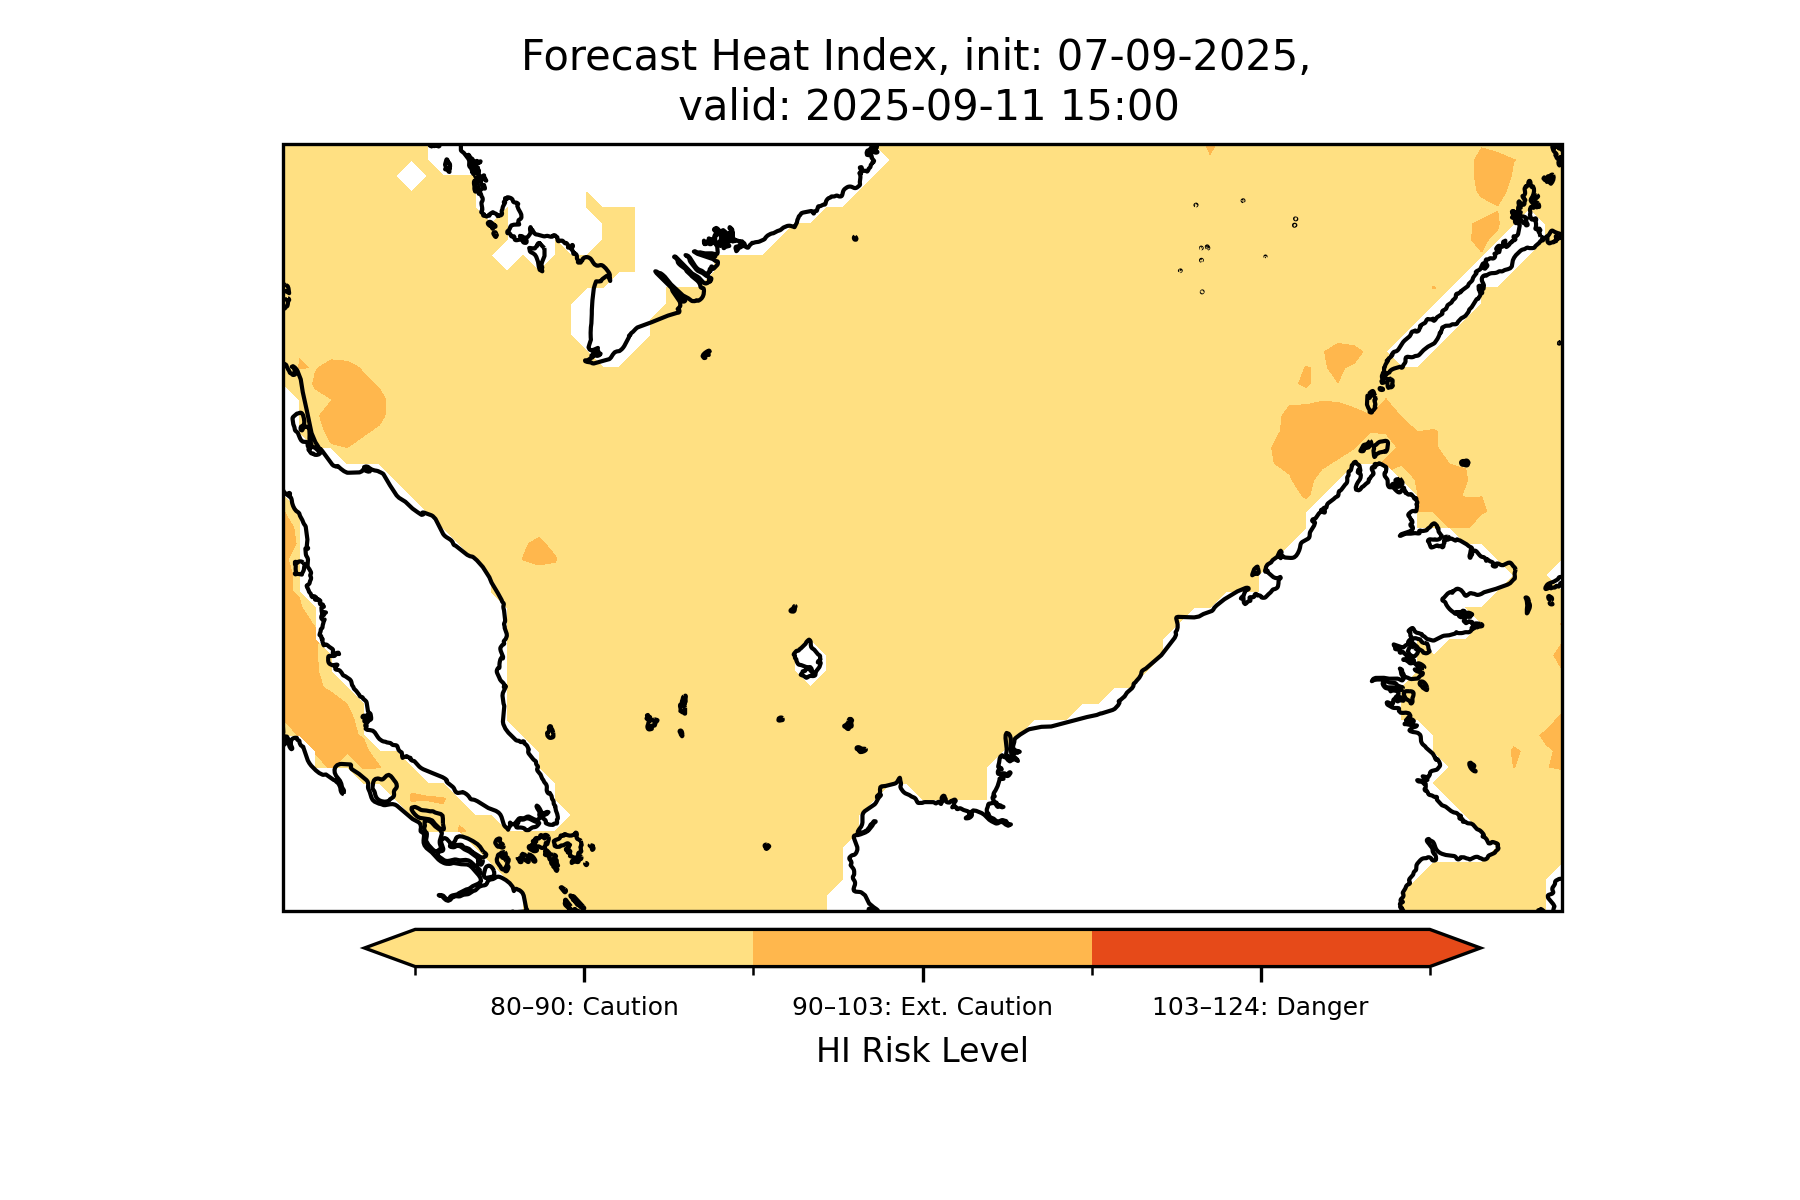 Forecast Heat Index, init: 07-09-2025,
valid: 2025-09-11 15:00
80–90: Caution
90–103: Ext. Caution
103–124: Danger
HI Risk Level